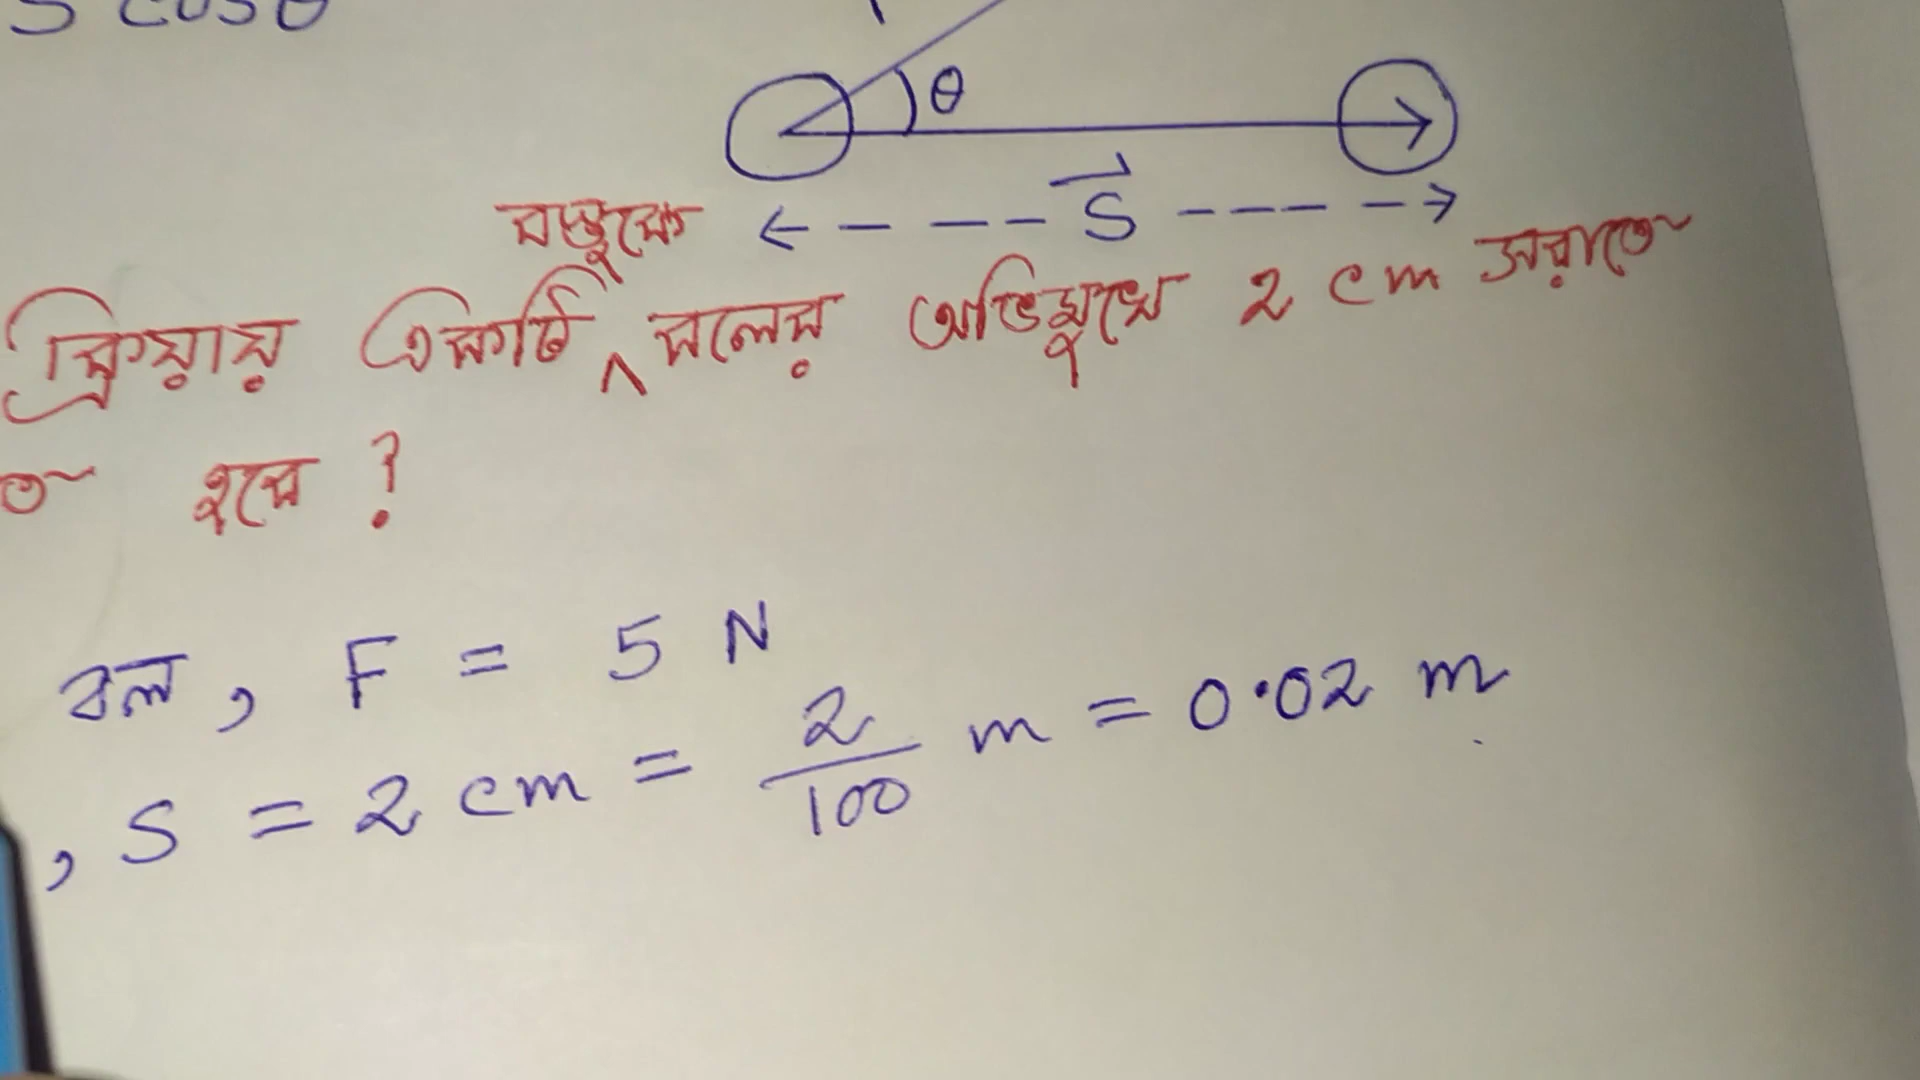 S cosθ
θ
S
বস্তুকে
ক্রিয়ায় একটি ^ বলের অভিমুখে 2 cm সরাতে
হবে ?
বল, F = 5 N
, S = 2 cm = 2/100 m = 0.02 m